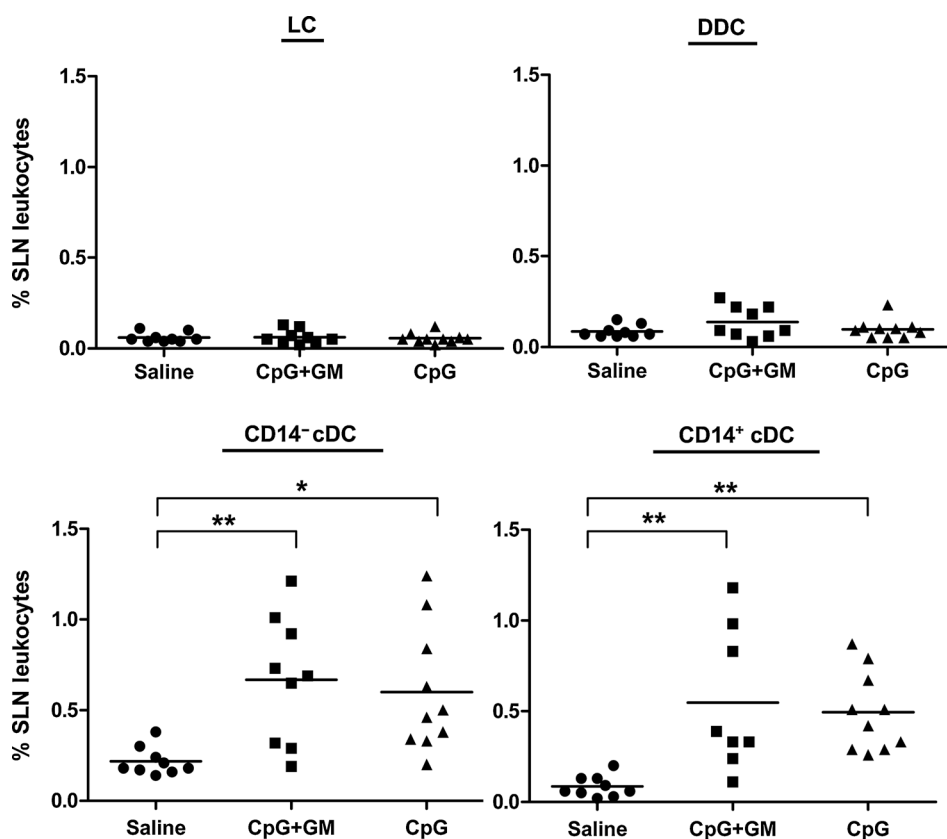 LC
DDC
% SLN leukocytes
1.5
1.0
0.5
0.0
Saline CpG+GM CpG
1.5
1.0
0.5
0.0
Saline CpG+GM CpG
CD14⁻ cDC
CD14⁺ cDC
% SLN leukocytes
*
**
1.5
1.0
0.5
0.0
Saline CpG+GM CpG
**
**
1.5
1.0
0.5
0.0
Saline CpG+GM CpG